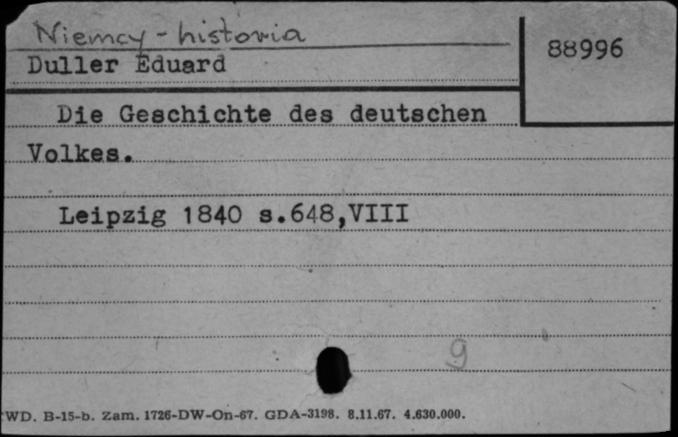 Niemcy - historia
88996
Duller Eduard
Die Geschichte des deutschen
Volkes.
Leipzig 1840 s.648,VIII
g
WD. B-15-b. Zam. 1726-DW-On-67. GDA-3198. 8.11.67. 4.630.000.